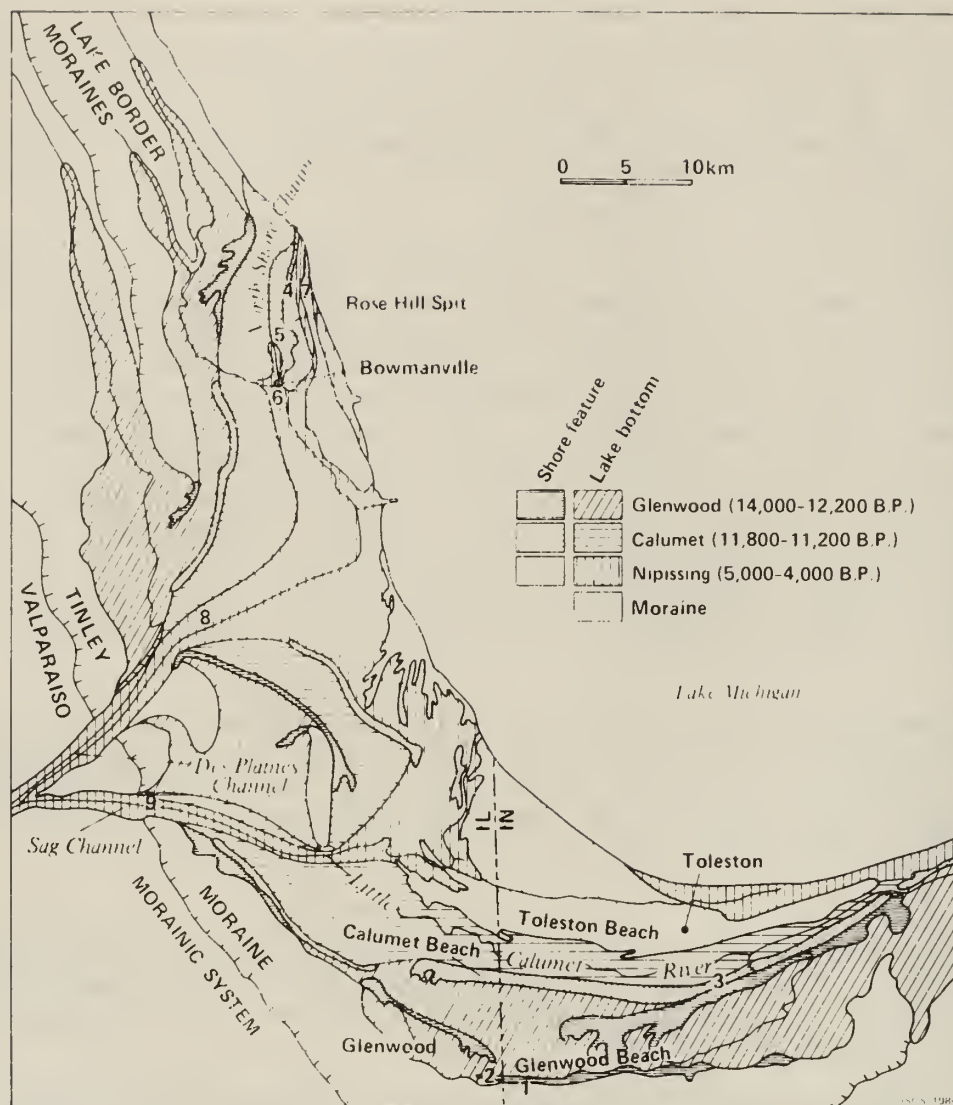 LAKE BORDER
MORAINES
0 5 10 km
Channel
4 7
Rose Hill Spit
5
Bowmanville
6
Shore feature
Lake bottom
Glenwood (14,000-12,200 B.P.)
Calumet (11,800-11,200 B.P.)
Nipissing (5,000-4,000 B.P.)
Moraine
TINLEY
VALPARAISO
8
Lake Michigan
Des Plaines
Channel
9
Sag Channel
IL
IN
Toleston
Little
Toleston Beach
MORAINE
MORAINIC SYSTEM
Calumet Beach
Calumet
River
3
Glenwood
Glenwood Beach
2
1